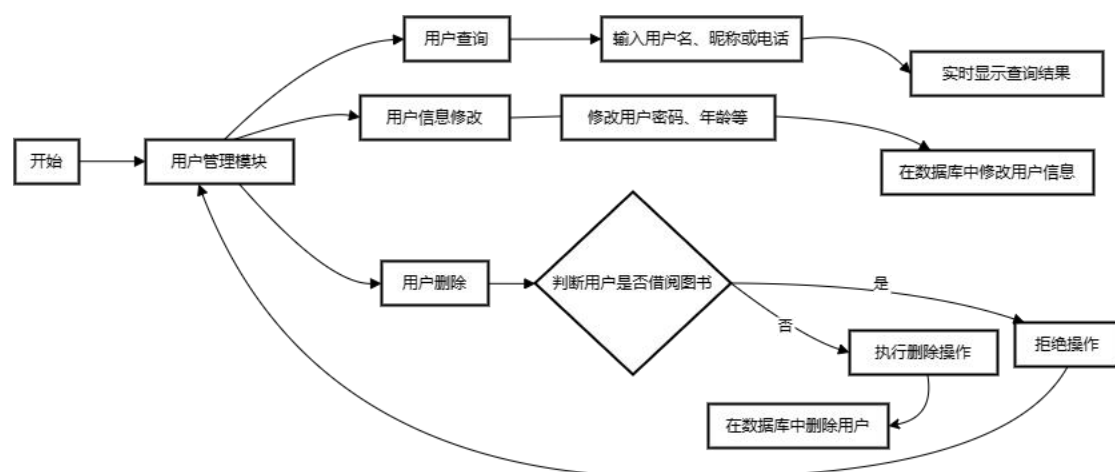 用户查询
输入用户名、昵称或电话
实时显示查询结果
用户信息修改
修改用户密码、年龄等
开始
用户管理模块
在数据库中修改用户信息
用户删除
判断用户是否借阅图书
是
否
执行删除操作
拒绝操作
在数据库中删除用户